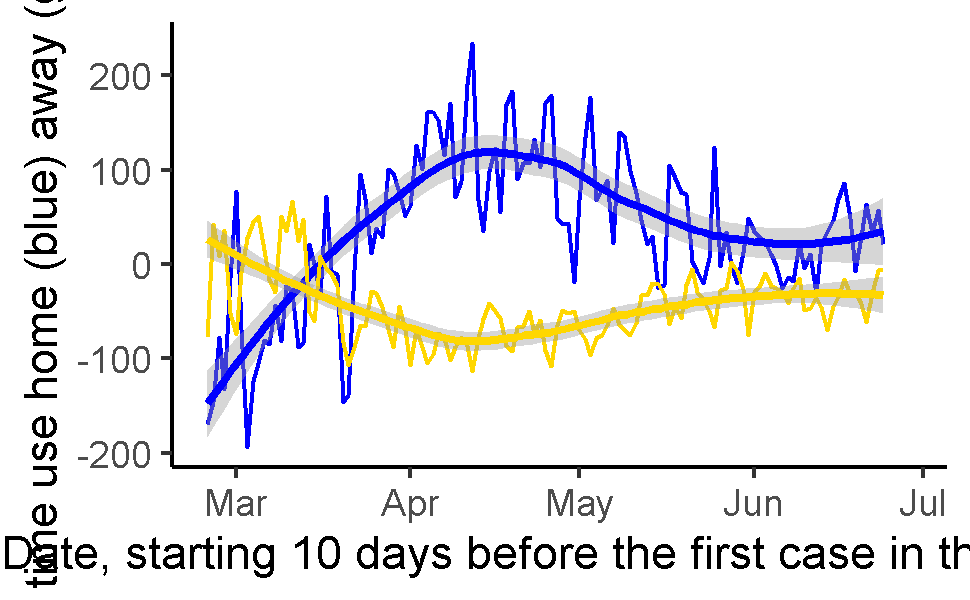 time use home (blue) away (
200
100
0
-100
-200
Mar Apr May Jun Jul
Date, starting 10 days before the first case in th